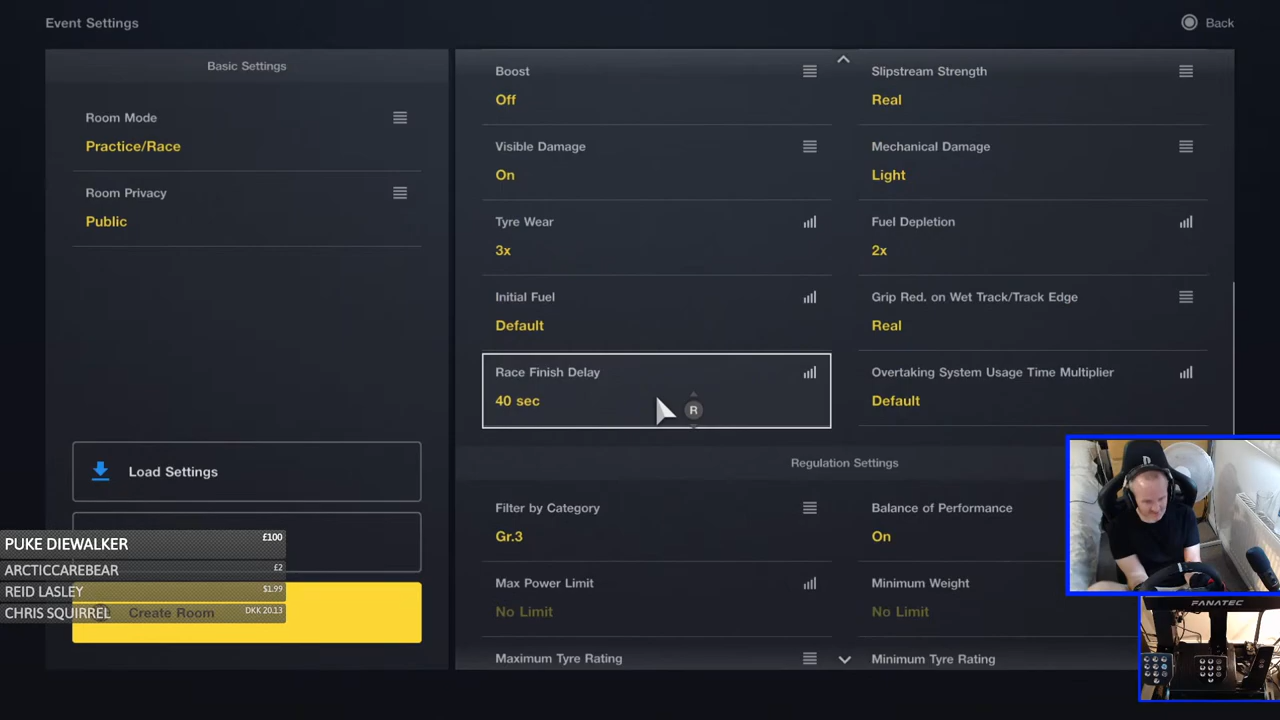 Event Settings
Back
Basic Settings
Room Mode
Practice/Race
Room Privacy
Public
Load Settings
Create Room
Boost
Off
Slipstream Strength
Real
Visible Damage
On
Mechanical Damage
Light
Tyre Wear
3x
Fuel Depletion
2x
Initial Fuel
Default
Grip Red. on Wet Track/Track Edge
Real
Race Finish Delay
40 sec
R
Overtaking System Usage Time Multiplier
Default
Regulation Settings
Filter by Category
Gr.3
Balance of Performance
On
Max Power Limit
No Limit
Minimum Weight
No Limit
Maximum Tyre Rating
Minimum Tyre Rating
PUKE DIEWALKER £100
ARCTICCAREBEAR £2
REID LASLEY $1.99
CHRIS SQUIRREL DKK 20.13
FANATEC